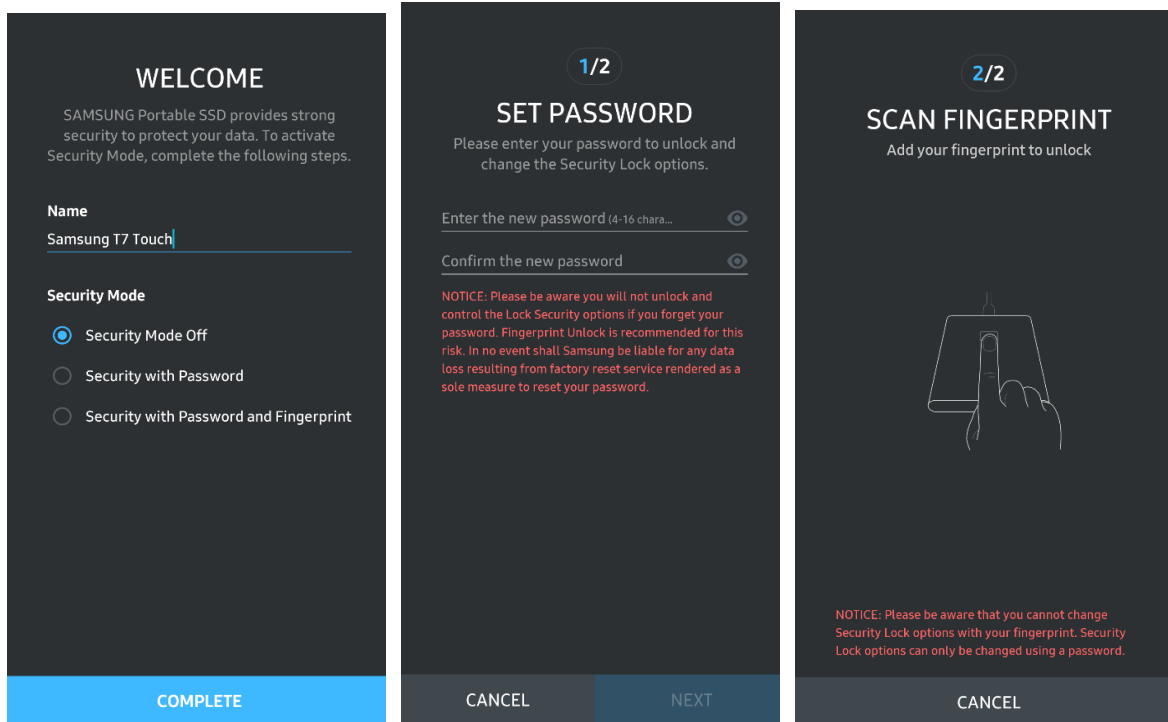 WELCOME
SAMSUNG Portable SSD provides strong
security to protect your data. To activate
Security Mode, complete the following steps.
Name
Samsung T7 Touch
Security Mode
Security Mode Off
Security with Password
Security with Password and Fingerprint
COMPLETE
1/2
SET PASSWORD
Please enter your password to unlock and
change the Security Lock options.
Enter the new password (4-16 chara...
Confirm the new password
NOTICE: Please be aware you will not unlock and
control the Lock Security options if you forget your
password. Fingerprint Unlock is recommended for this
risk. In no event shall Samsung be liable for any data
loss resulting from factory reset service rendered as a
sole measure to reset your password.
CANCEL
NEXT
2/2
SCAN FINGERPRINT
Add your fingerprint to unlock
NOTICE: Please be aware that you cannot change
Security Lock options with your fingerprint. Security
Lock options can only be changed using a password.
CANCEL